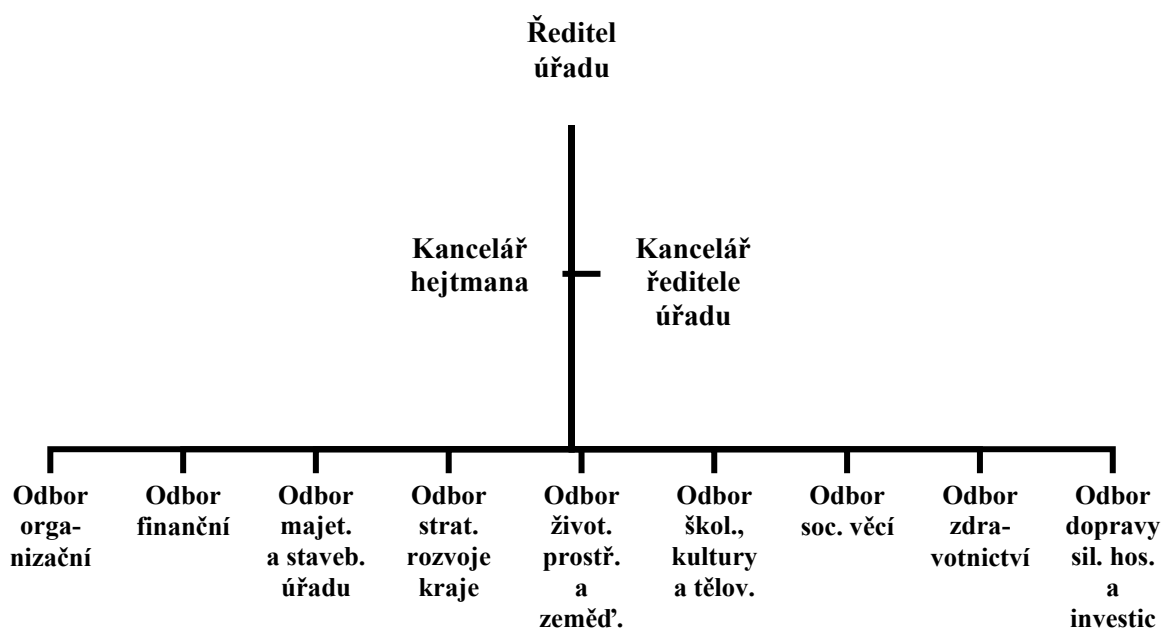 Ředitel
úřadu
Kancelář
hejtmana
Kancelář
ředitele
úřadu
Odbor
orga-
nizační
Odbor
finanční
Odbor
majet.
a staveb.
úřadu
Odbor
strat.
rozvoje
kraje
Odbor
život.
prostř.
a
zeměď.
Odbor
škol.,
kultury
a tělov.
Odbor
soc. věcí
Odbor
zdra-
votnictví
Odbor
dopravy
sil. hos.
a
investic